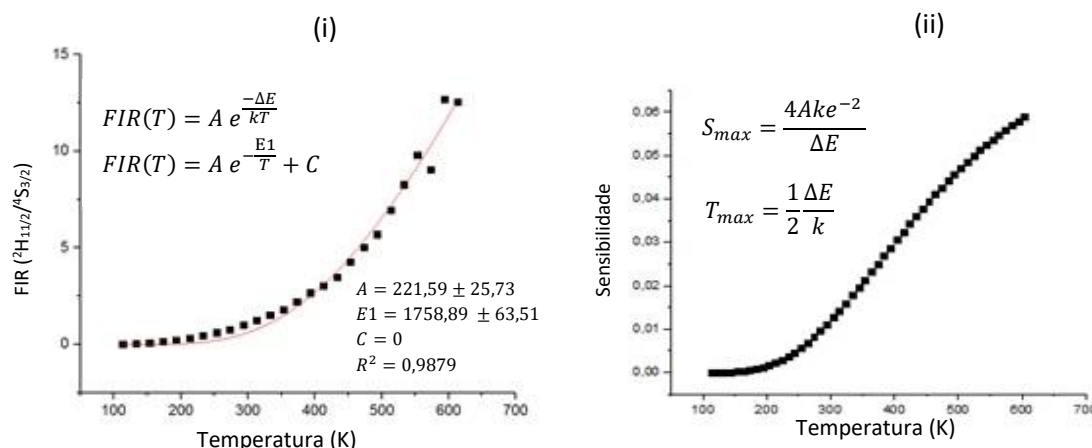 (i)
15
10
5
0
FIR (²H₁₁/₂/⁴S₃/₂)
FIR(T) = A e^(-ΔE/kT)
FIR(T) = A e^(-E1/T) + C
A = 221,59 ± 25,73
E1 = 1758,89 ± 63,51
C = 0
R² = 0,9879
100 200 300 400 500 600 700
Temperatura (K)
(ii)
0,06
0,05
0,04
0,03
0,02
0,01
0,00
Sensibilidade
S_max = 4Ake^(-2)/ΔE
T_max = 1/2 ΔE/k
100 200 300 400 500 600 700
Temperatura (K)